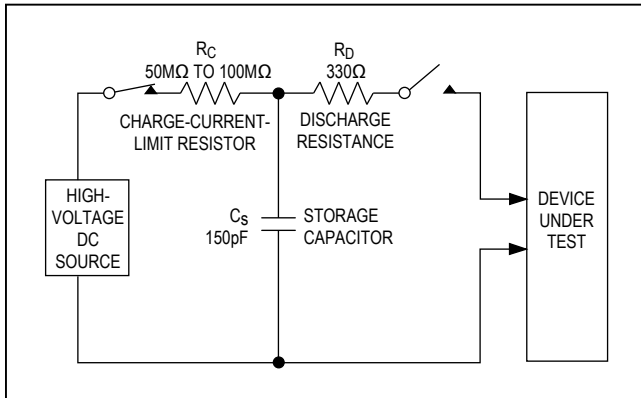 RC
50MΩ TO 100MΩ
CHARGE-CURRENT-
LIMIT RESISTOR
RD
330Ω
DISCHARGE
RESISTANCE
HIGH-
VOLTAGE
DC
SOURCE
CS
150pF
STORAGE
CAPACITOR
DEVICE
UNDER
TEST